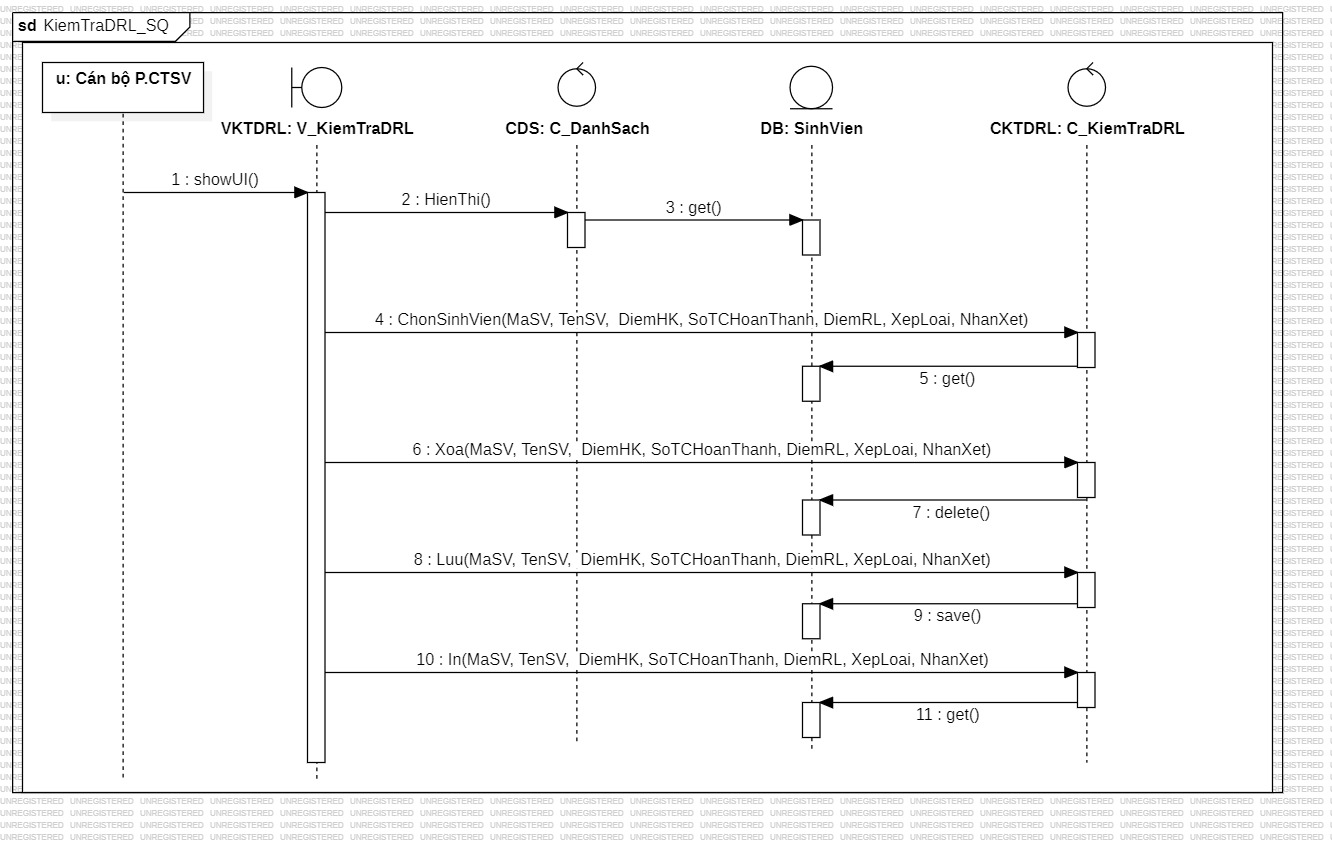 sd KiemTraDRL_SQ
u: Cán bộ P.CTSV
VKTDRL: V_KiemTraDRL
CDS: C_DanhSach
DB: SinhVien
CKTDRL: C_KiemTraDRL
1 : showUI()
2 : HienThi()
3 : get()
4 : ChonSinhVien(MaSV, TenSV, DiemHK, SoTCHoanThanh, DiemRL, XepLoai, NhanXet)
5 : get()
6 : Xoa(MaSV, TenSV, DiemHK, SoTCHoanThanh, DiemRL, XepLoai, NhanXet)
7 : delete()
8 : Luu(MaSV, TenSV, DiemHK, SoTCHoanThanh, DiemRL, XepLoai, NhanXet)
9 : save()
10 : In(MaSV, TenSV, DiemHK, SoTCHoanThanh, DiemRL, XepLoai, NhanXet)
11 : get()
UNREGISTERED